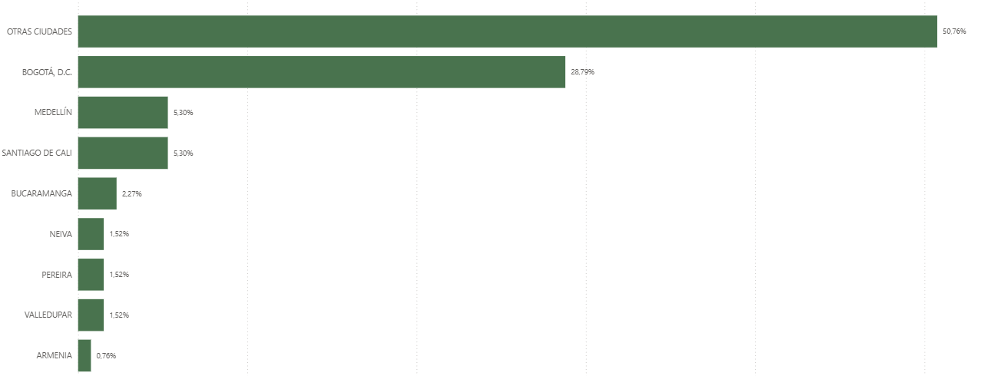 OTRAS CIUDADES 50,76%
BOGOTÁ, D.C. 28,79%
MEDELLÍN 5,30%
SANTIAGO DE CALI 5,30%
BUCARAMANGA 2,27%
NEIVA 1,52%
PEREIRA 1,52%
VALLEDUPAR 1,52%
ARMENIA 0,76%